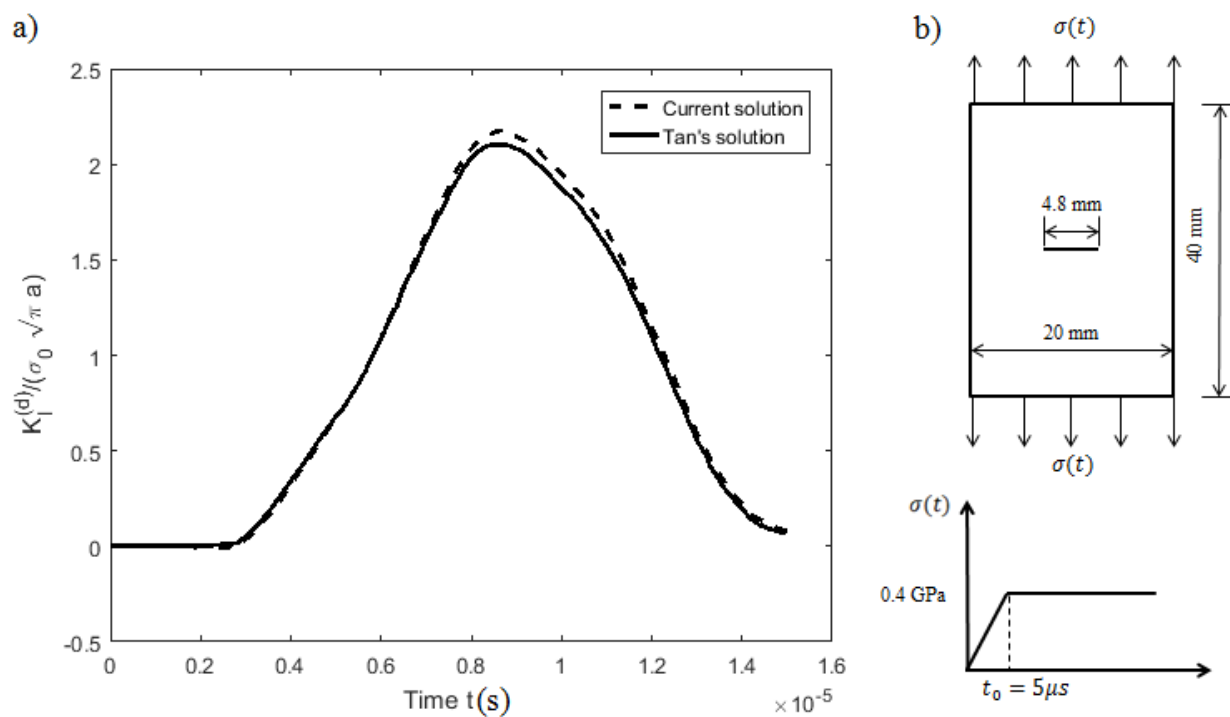 a)
2.5
2
1.5
1
0.5
0
-0.5
0
0.2
0.4
0.6
0.8
1
1.2
1.4
1.6
×10⁻⁵
Time t(s)
K_I^(d)/(σ_0 √π a)
Current solution
Tan's solution
b)
σ(t)
4.8 mm
40 mm
20 mm
σ(t)
σ(t)
0.4 GPa
t_o = 5μs